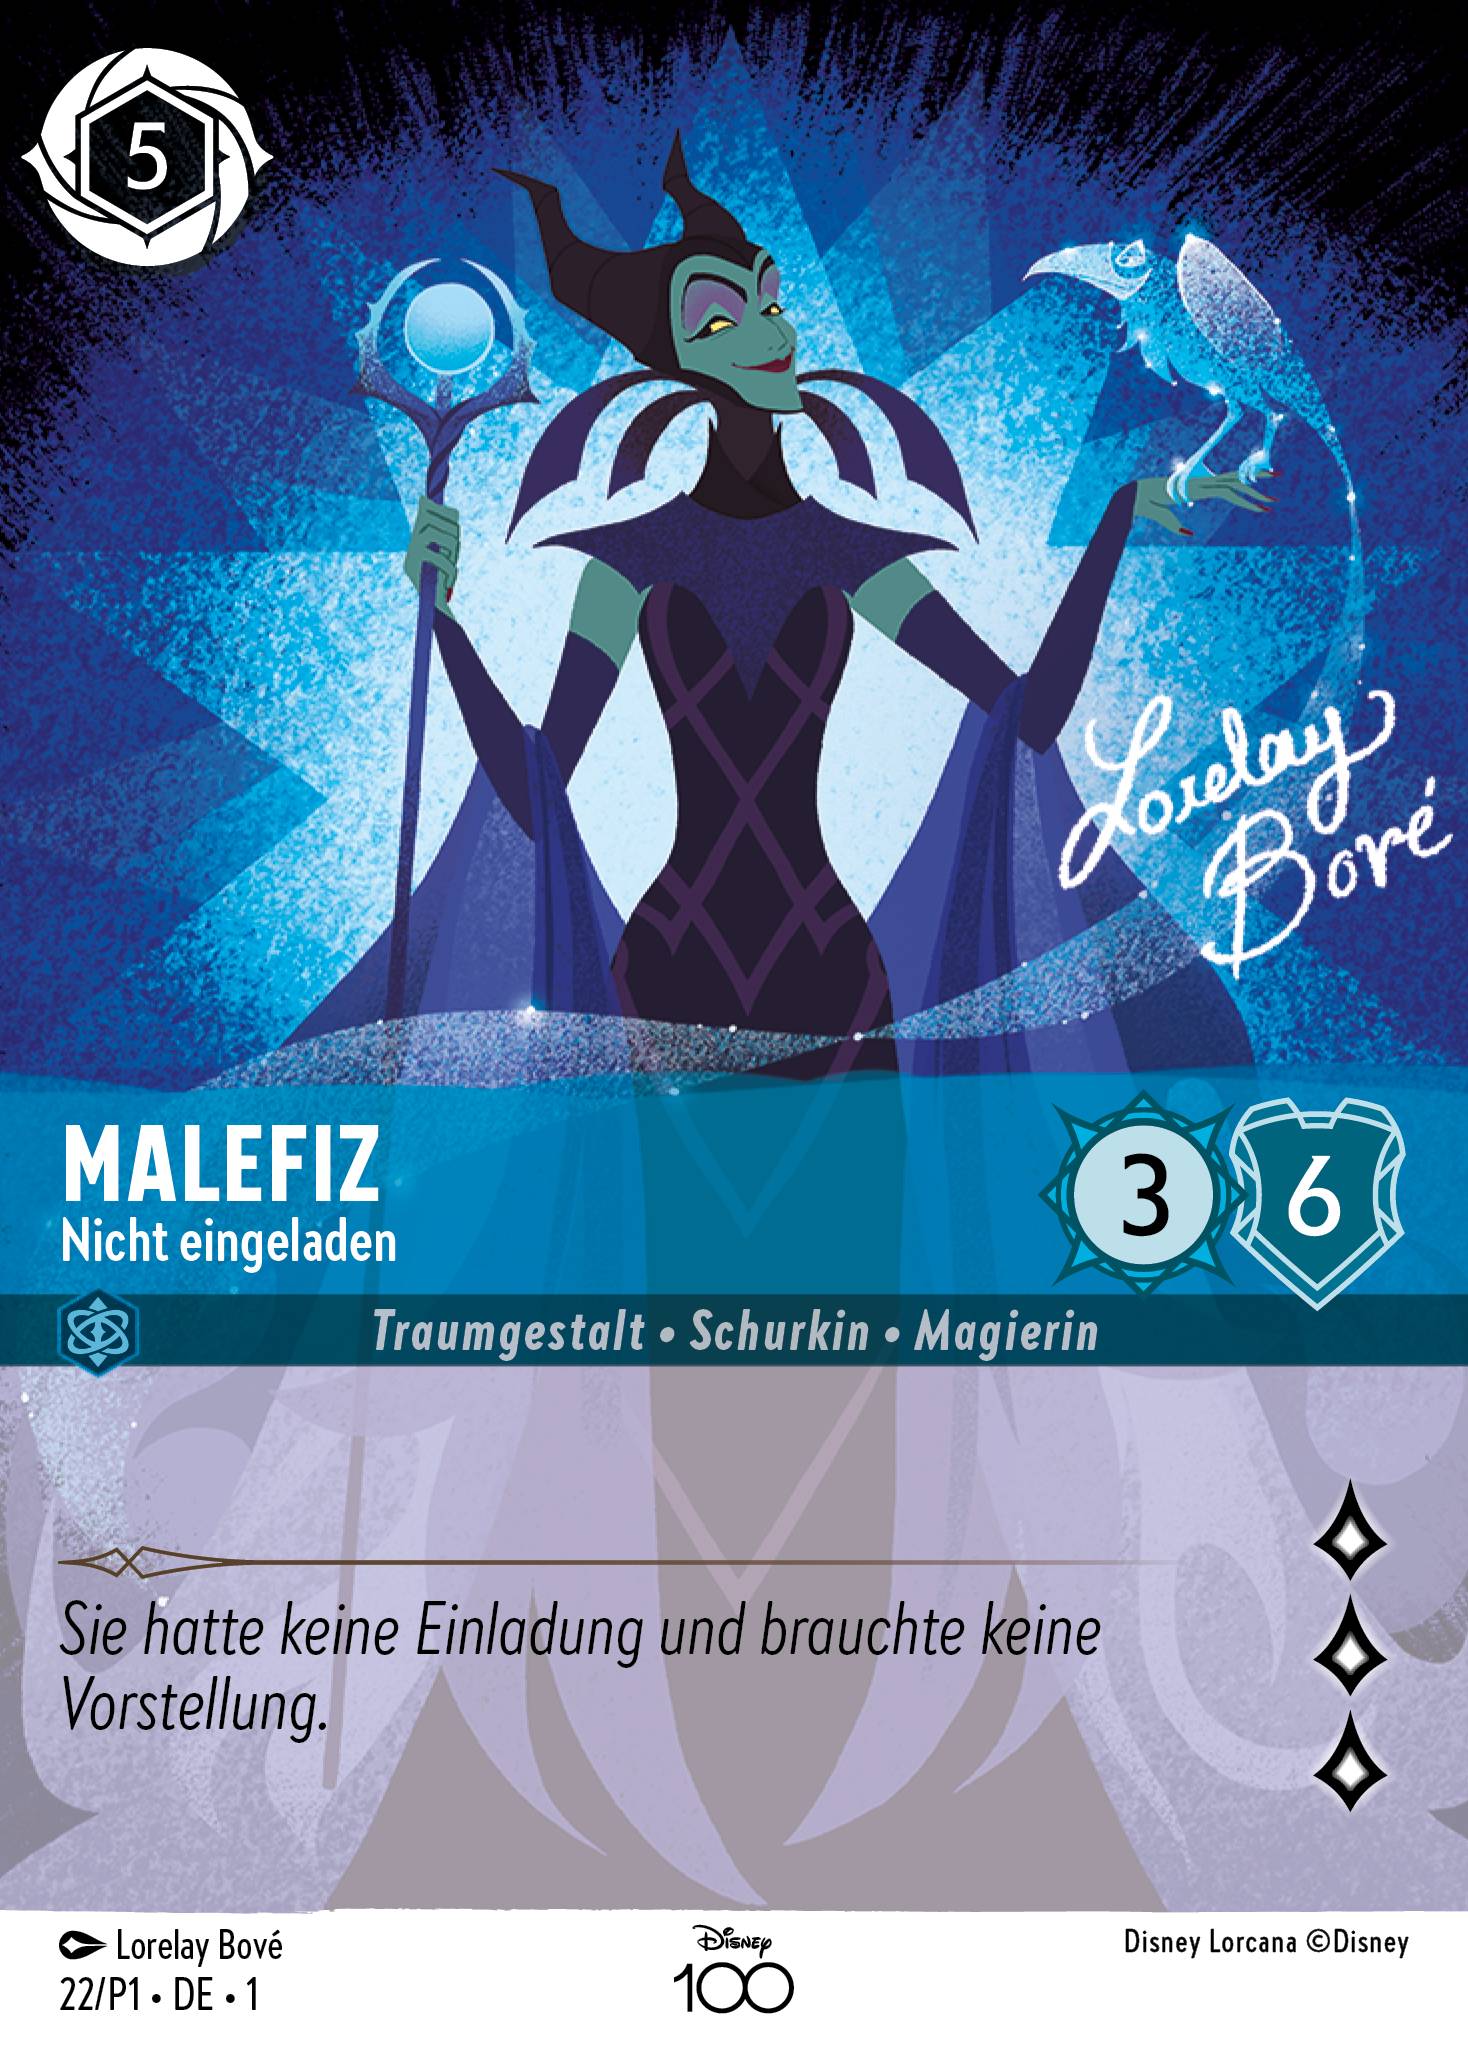 5
Lorelay
Bové
MALEFIZ
Nicht eingeladen
3
6
Traumgestalt • Schurkin • Magierin
Sie hatte keine Einladung und brauchte keine
Vorstellung.
Lorelay Bové
22/P1 • DE • 1
Disney
100
Disney Lorcana ©Disney